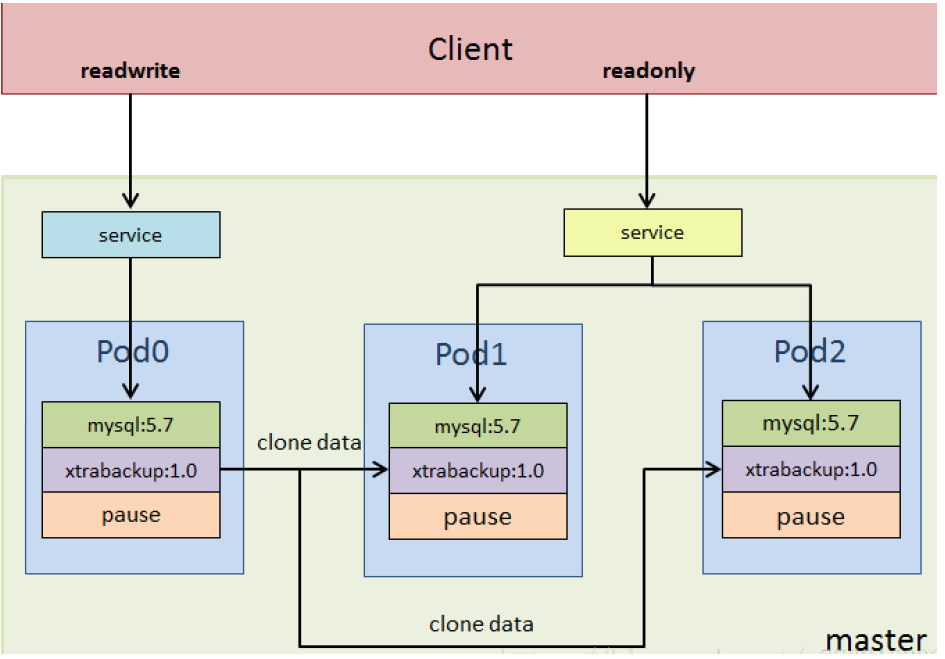 Client
readwrite
readonly
service
service
Pod0
Pod1
Pod2
mysql:5.7
xtrabackup:1.0
pause
mysql:5.7
xtrabackup:1.0
pause
mysql:5.7
xtrabackup:1.0
pause
clone data
clone data
master